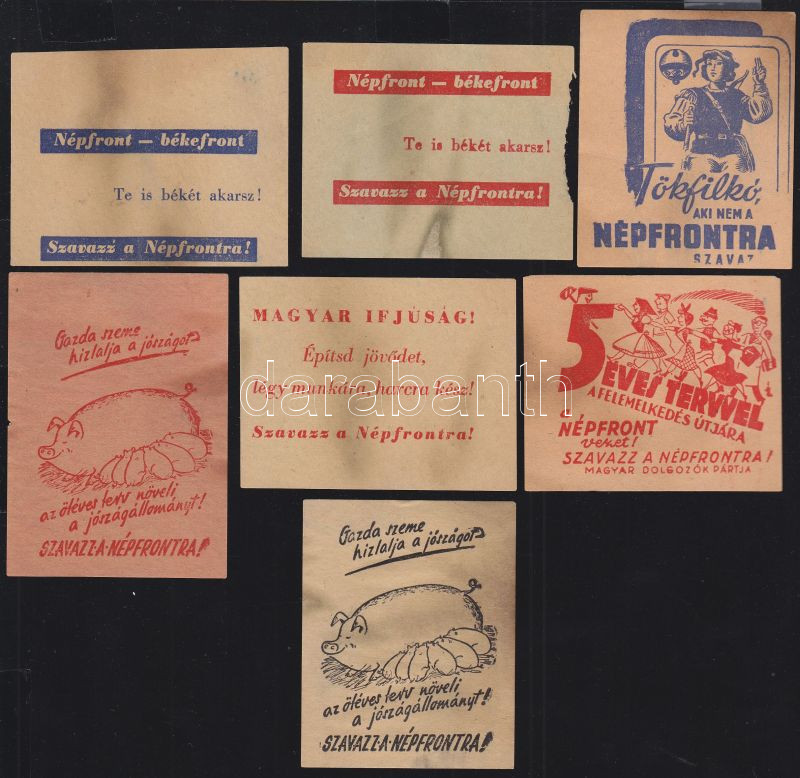 Népfront — békefront
Te is békét akarsz!
Szavazz a Népfrontra!
Népfront — békefront
Te is békét akarsz!
Szavazz a Népfrontra!
Tökfilkó,
AKI NEM A
NÉPFRONTRA
SZAVAZ
Gazda szeme
hizlalja a jószágot
az ötéves terv növeli
a jószágállományt!
SZAVAZZ-A-NÉPFRONTRA!
MAGYAR IFJUSÁG!
Építsd jövődet,
légy munkára, harcra kész!
Szavazz a Népfrontra!
5
ÉVES TERVVEL
A FELEMELKEDÉS ÚTJÁRA
NÉPFRONT
vezet!
SZAVAZZ A NÉPFRONTRA!
MAGYAR DOLGOZÓK PÁRTJA
Gazda szeme
hizlalja a jószágot
az ötéves terv növeli
a jószágállományt!
SZAVAZZ-A-NÉPFRONTRA!
darabanth